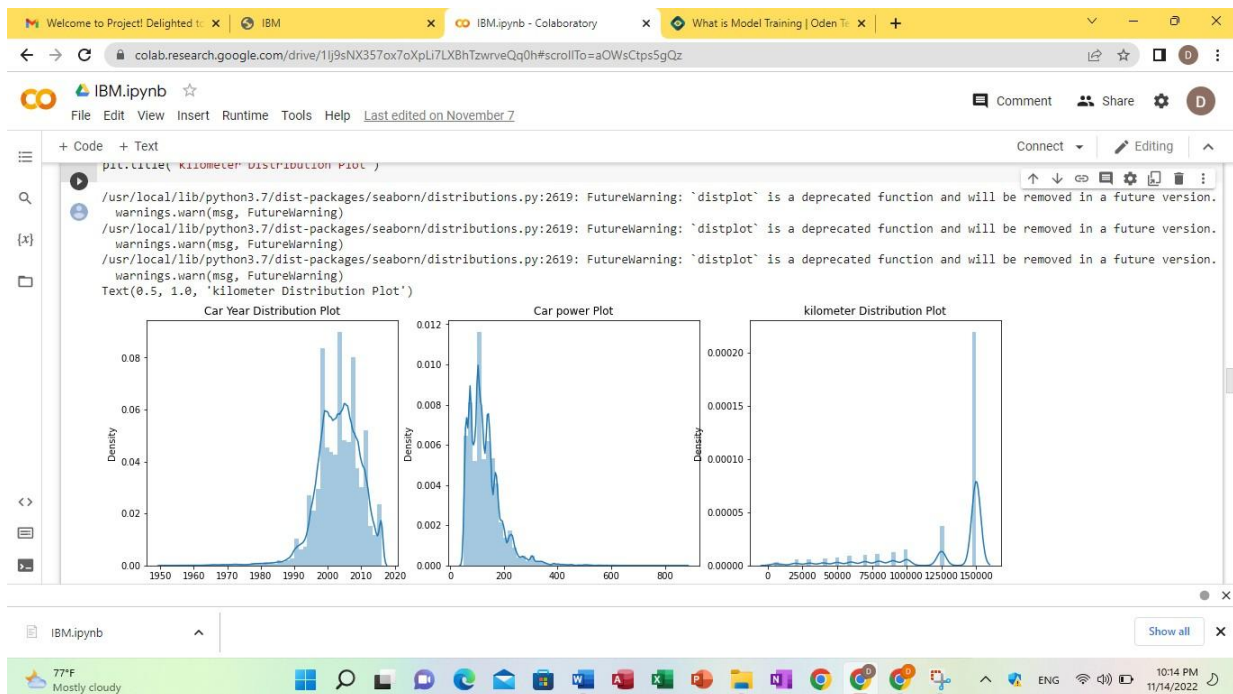 Welcome to Project! Delighted to
IBM
IBM.ipynb - Colaboratory
What is Model Training | Oden Te
colab.research.google.com/drive/1Ij9sNX357ox7oXpLi7LXBhTzwrveQq0h#scrollTo=aOWsCtps5gQz
D
IBM.ipynb
Comment
Share
D
File Edit View Insert Runtime Tools Help Last edited on November 7
+ Code + Text
Connect
Editing
plt.title( kilometer Distribution Plot )
/usr/local/lib/python3.7/dist-packages/seaborn/distributions.py:2619: FutureWarning: `distplot` is a deprecated function and will be removed in a future version.
warnings.warn(msg, FutureWarning)
/usr/local/lib/python3.7/dist-packages/seaborn/distributions.py:2619: FutureWarning: `distplot` is a deprecated function and will be removed in a future version.
warnings.warn(msg, FutureWarning)
/usr/local/lib/python3.7/dist-packages/seaborn/distributions.py:2619: FutureWarning: `distplot` is a deprecated function and will be removed in a future version.
warnings.warn(msg, FutureWarning)
Text(0.5, 1.0, 'kilometer Distribution Plot')
Car Year Distribution Plot
0.08
0.06
0.04
0.02
0.00
Density
1950 1960 1970 1980 1990 2000 2010 2020
Car power Plot
0.012
0.010
0.008
0.006
0.004
0.002
0.000
Density
0 200 400 600 800
kilometer Distribution Plot
0.00020
0.00015
0.00010
0.00005
0.00000
Density
0 25000 50000 75000 100000 125000 150000
IBM.ipynb
Show all
77°F
Mostly cloudy
ENG
10:14 PM
11/14/2022